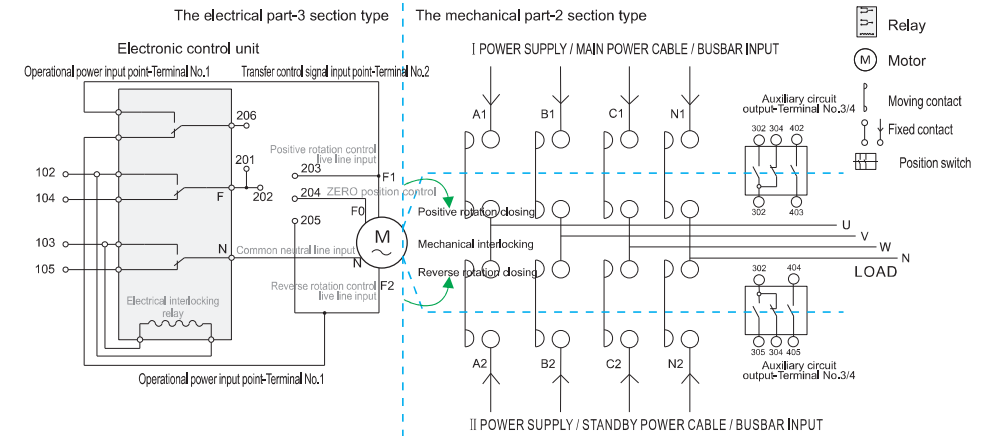 The electrical part-3 section type
The mechanical part-2 section type
Relay
Motor
M
Moving contact
Fixed contact
Position switch
Electronic control unit
I POWER SUPPLY / MAIN POWER CABLE / BUSBAR INPUT
Operational power input point-Terminal No.1
Transfer control signal input point-Terminal No.2
A1
B1
C1
N1
Auxiliary circuit
output-Terminal No.3/4
302 304 402
302
403
206
201
202
102
104
F
103
105
N
Positive rotation control
live line input
203
F1
204
ZERO position control
F0
205
Positive rotation closing
M
Mechanical interlocking
Common neutral line input
N
Reverse rotation closing
Reverse rotation control
live line input
F2
U
V
W
N
LOAD
Electrical interlocking
relay
302
404
305 304 405
Auxiliary circuit
output-Terminal No.3/4
A2
B2
C2
N2
Operational power input point-Terminal No.1
II POWER SUPPLY / STANDBY POWER CABLE / BUSBAR INPUT